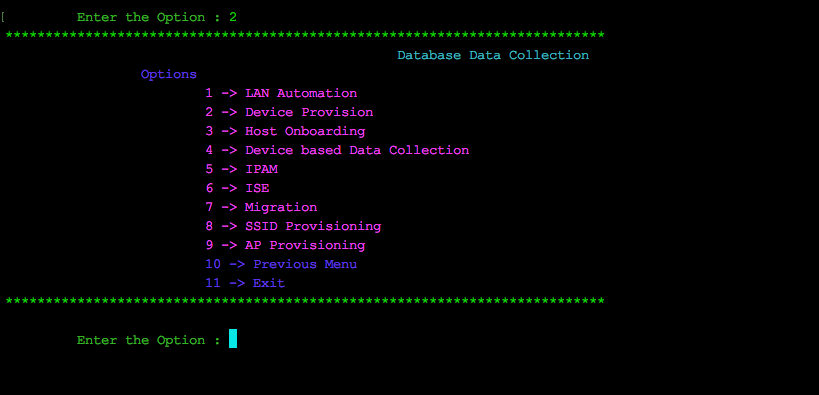 [ Enter the Option : 2
***************************************************************************
Database Data Collection
Options
1 -> LAN Automation
2 -> Device Provision
3 -> Host Onboarding
4 -> Device based Data Collection
5 -> IPAM
6 -> ISE
7 -> Migration
8 -> SSID Provisioning
9 -> AP Provisioning
10 -> Previous Menu
11 -> Exit
***************************************************************************
Enter the Option :